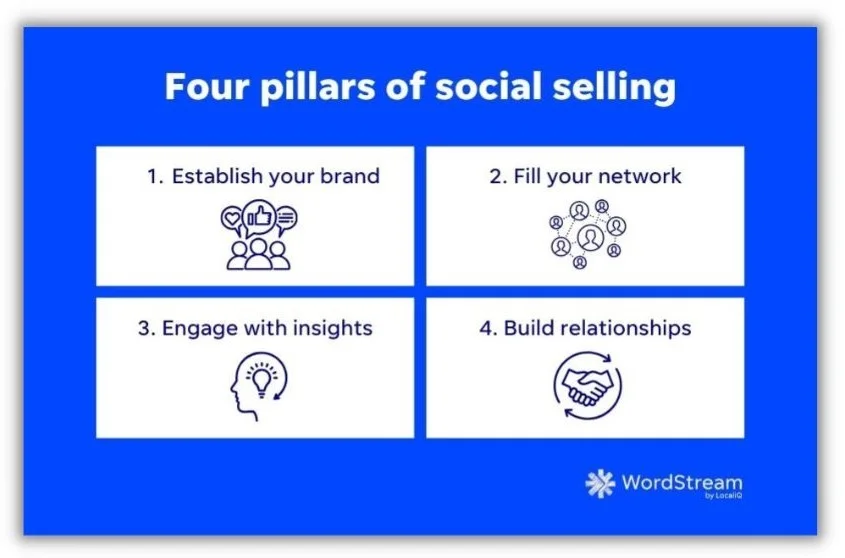 Four pillars of social selling
1. Establish your brand
2. Fill your network
3. Engage with insights
4. Build relationships
WordStream
by LocaliQ